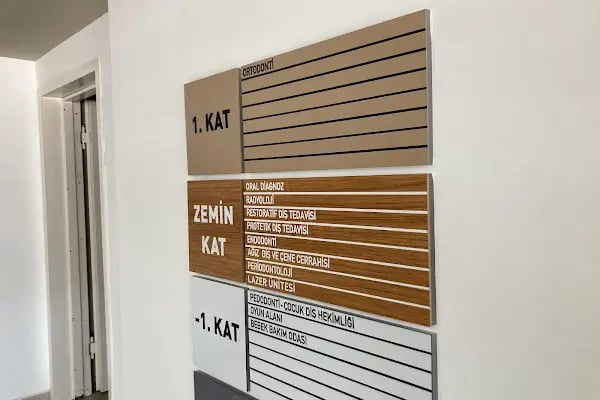 1. KAT
ORTODONTİ
ZEMİN
KAT
ORAL DİAGNOZ
RADYOLOJİ
RESTORATİF DİŞ TEDAVİSİ
PROTETİK DİŞ TEDAVİSİ
ENDODONTİ
AĞIZ DİŞ VE ÇENE CERRAHİSİ
PERİODONTOLOJİ
LAZER ÜNİTESİ
-1. KAT
PEDODONTİ-ÇOCUK DİŞ HEKİMLİĞİ
OYUN ALANI
BEBEK BAKIM ODASI